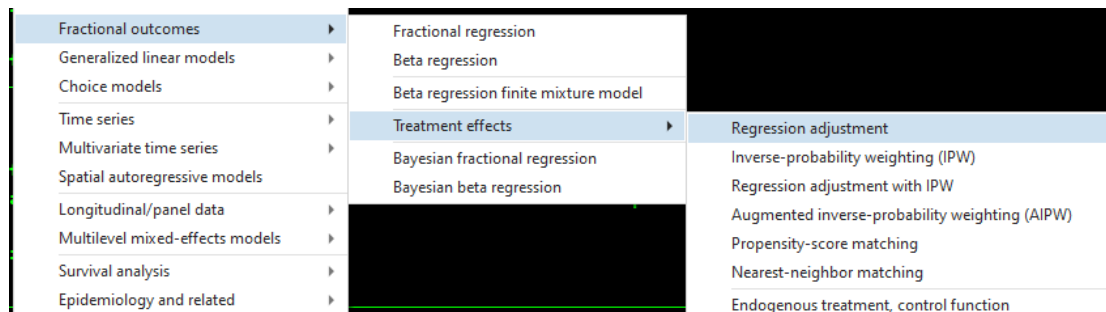 Fractional outcomes
Generalized linear models
Choice models
Time series
Multivariate time series
Spatial autoregressive models
Longitudinal/panel data
Multilevel mixed-effects models
Survival analysis
Epidemiology and related
Fractional regression
Beta regression
Beta regression finite mixture model
Treatment effects
Bayesian fractional regression
Bayesian beta regression
Regression adjustment
Inverse-probability weighting (IPW)
Regression adjustment with IPW
Augmented inverse-probability weighting (AIPW)
Propensity-score matching
Nearest-neighbor matching
Endogenous treatment, control function